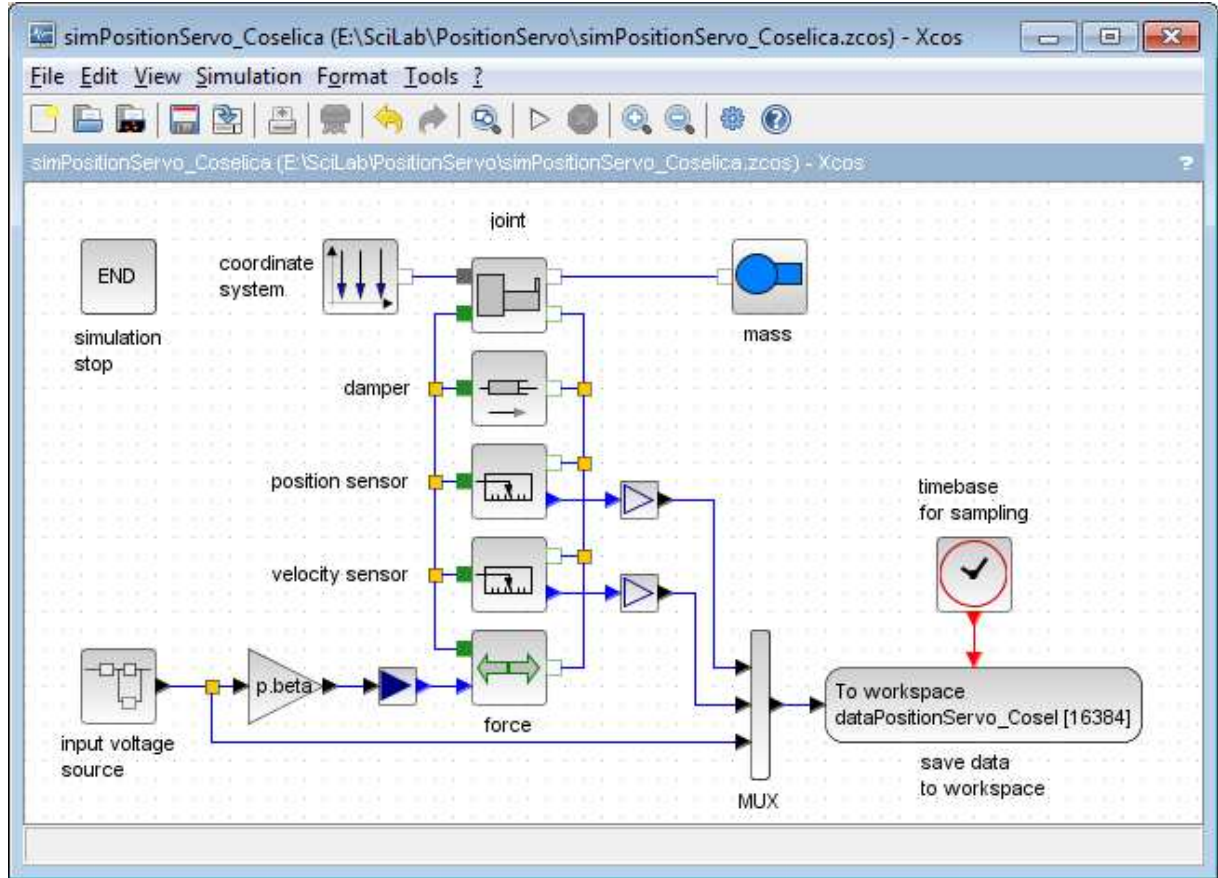 simPositionServo_Coselica (E:\SciLab\PositionServo\simPositionServo_Coselica.zcos) - Xcos
File Edit View Simulation Format Tools ?
simPositionServo_Coselica (E:\SciLab\PositionServo\simPositionServo_Coselica.zcos) - Xcos ?
joint
END
coordinate
system
simulation
stop
mass
damper
position sensor
timebase
for sampling
velocity sensor
p.beta
To workspace
dataPositionServo_Cosel [16384]
force
input voltage
source
save data
to workspace
MUX